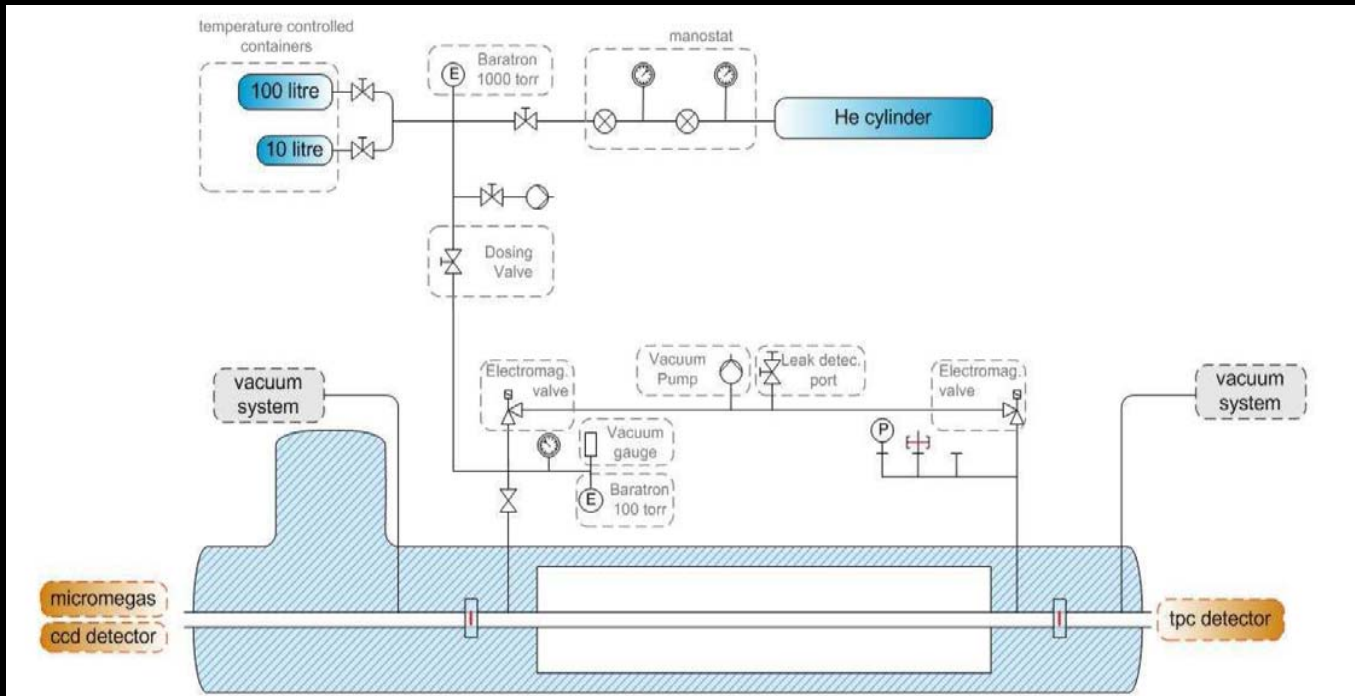 temperature controlled
containers
100 litre
10 litre
E
Baratron
1000 torr
manostat
He cylinder
Dosing
Valve
vacuum
system
Electromag.
valve
Vacuum
Pump
Leak detec.
port
Electromag.
valve
vacuum
system
P
Vacuum
gauge
E
Baratron
100 torr
micromegas
ccd detector
tpc detector